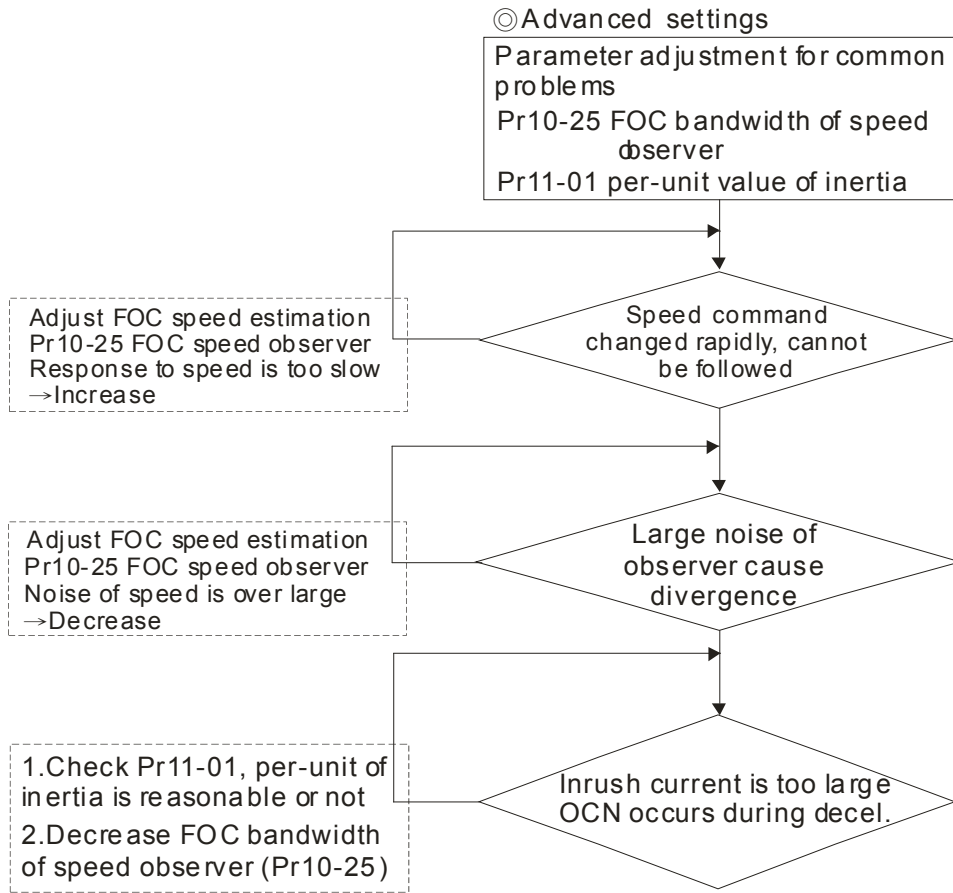 ◎Advanced settings
Parameter adjustment for common
problems
Pr10-25 FOC bandwidth of speed
observer
Pr11-01 per-unit value of inertia
Speed command
changed rapidly, cannot
be followed
Adjust FOC speed estimation
Pr10-25 FOC speed observer
Response to speed is too slow
→Increase
Large noise of
observer cause
divergence
Adjust FOC speed estimation
Pr10-25 FOC speed observer
Noise of speed is over large
→Decrease
Inrush current is too large
OCN occurs during decel.
1.Check Pr11-01, per-unit of
inertia is reasonable or not
2.Decrease FOC bandwidth
of speed observer (Pr10-25)